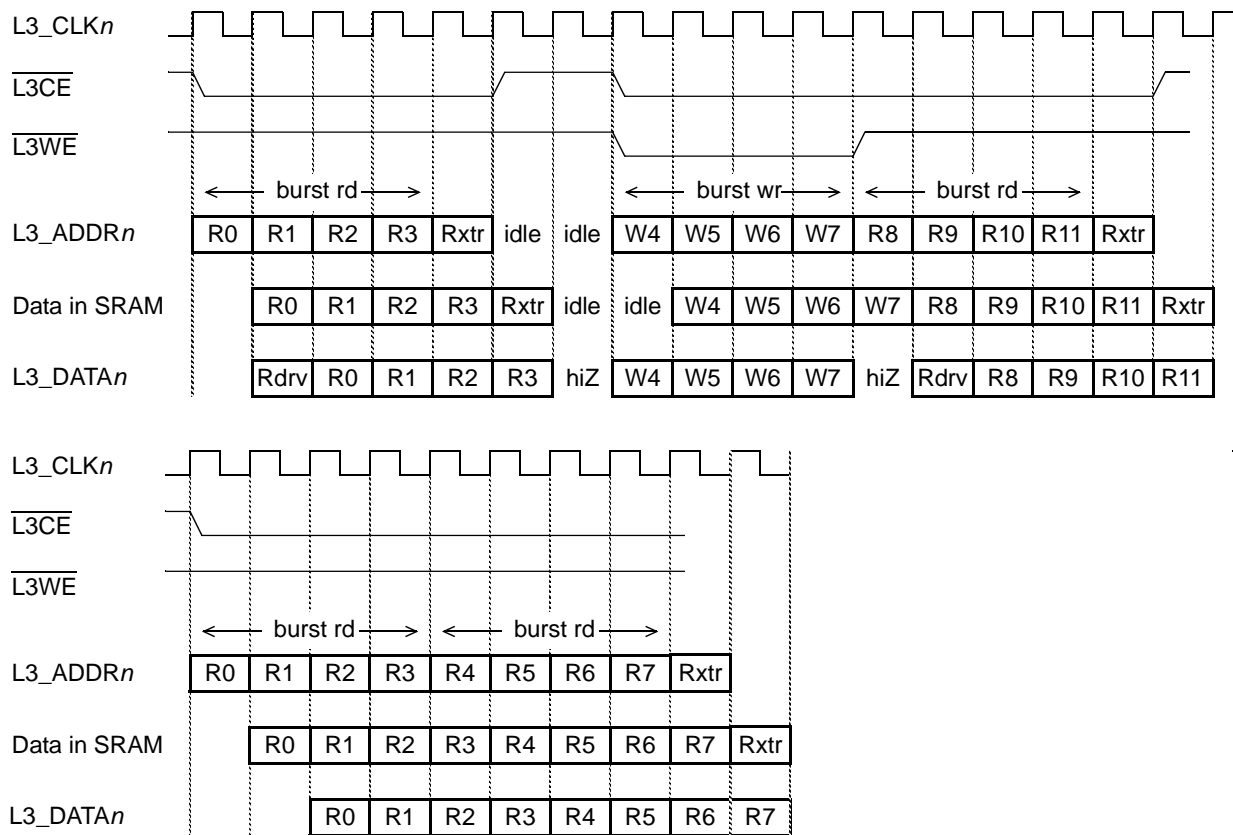 L3_CLKn
L3CE
L3WE
burst rd burst wr burst rd
L3_ADDRn R0 R1 R2 R3 Rxtr idle idle W4 W5 W6 W7 R8 R9 R10 R11 Rxtr
Data in SRAM R0 R1 R2 R3 Rxtr idle idle W4 W5 W6 W7 R8 R9 R10 R11 Rxtr
L3_DATAn Rdrv R0 R1 R2 R3 hiZ W4 W5 W6 W7 hiZ Rdrv R8 R9 R10 R11
L3_CLKn
L3CE
L3WE
burst rd burst rd
L3_ADDRn R0 R1 R2 R3 R4 R5 R6 R7 Rxtr
Data in SRAM R0 R1 R2 R3 R4 R5 R6 R7 Rxtr
L3_DATAn R0 R1 R2 R3 R4 R5 R6 R7